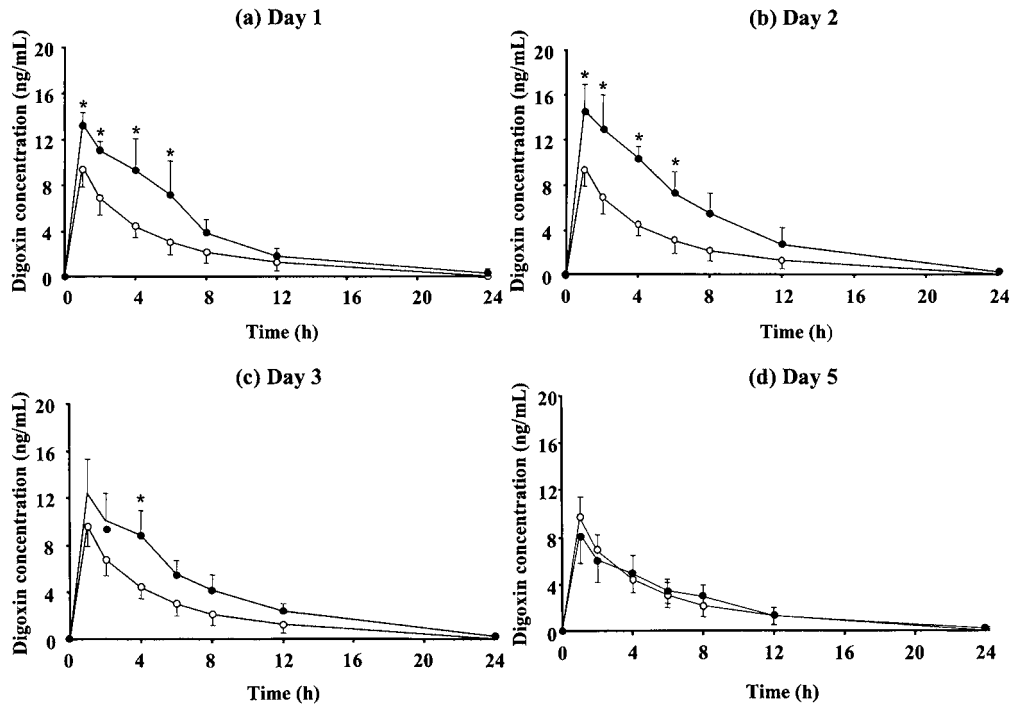 (a) Day 1
Digoxin concentration (ng/mL)
20
16
12
8
4
0
* * * *
0 4 8 12 16 20 24
Time (h)
(b) Day 2
Digoxin concentration (ng/mL)
20
16
12
8
4
0
* * * *
0 4 8 12 16 20 24
Time (h)
(c) Day 3
Digoxin concentration (ng/mL)
20
16
12
8
4
0
*
0 4 8 12 16 20 24
Time (h)
(d) Day 5
Digoxin concentration (ng/mL)
20
16
12
8
4
0
0 4 8 12 16 20 24
Time (h)